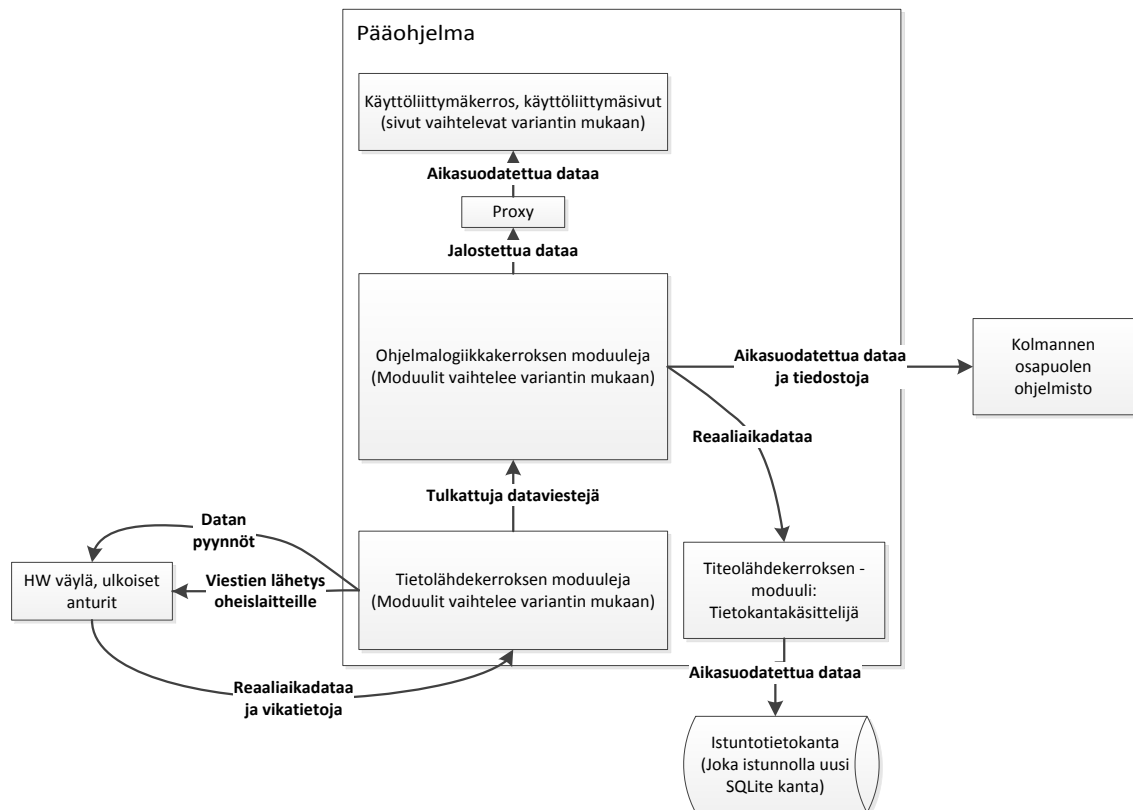 Pääohjelma
Käyttöliittymäkerros, käyttöliittymäsivut
(sivut vaihtelevat variantin mukaan)
Aikasuodatettua dataa
Proxy
Jalostettua dataa
Ohjelmalogiikkakerroksen moduuleja
(Moduulit vaihtelee variantin mukaan)
Aikasuodatettua dataa
ja tiedostoja
Kolmannen
osapuolen
ohjelmisto
Reaaliaikadataa
Tulkattuja dataviestejä
Datan
pyynnöt
HW väylä, ulkoiset
anturit
Viestien lähetys
oheislaitteille
Tietolähdekerroksen moduuleja
(Moduulit vaihtelee variantin mukaan)
Titeolähdekerroksen -
moduuli:
Tietokantakäsittelijä
Reaaliaikadataa
ja vikatietoja
Aikasuodatettua dataa
Istuntotietokanta
(Joka istunnolla uusi
SQLite kanta)